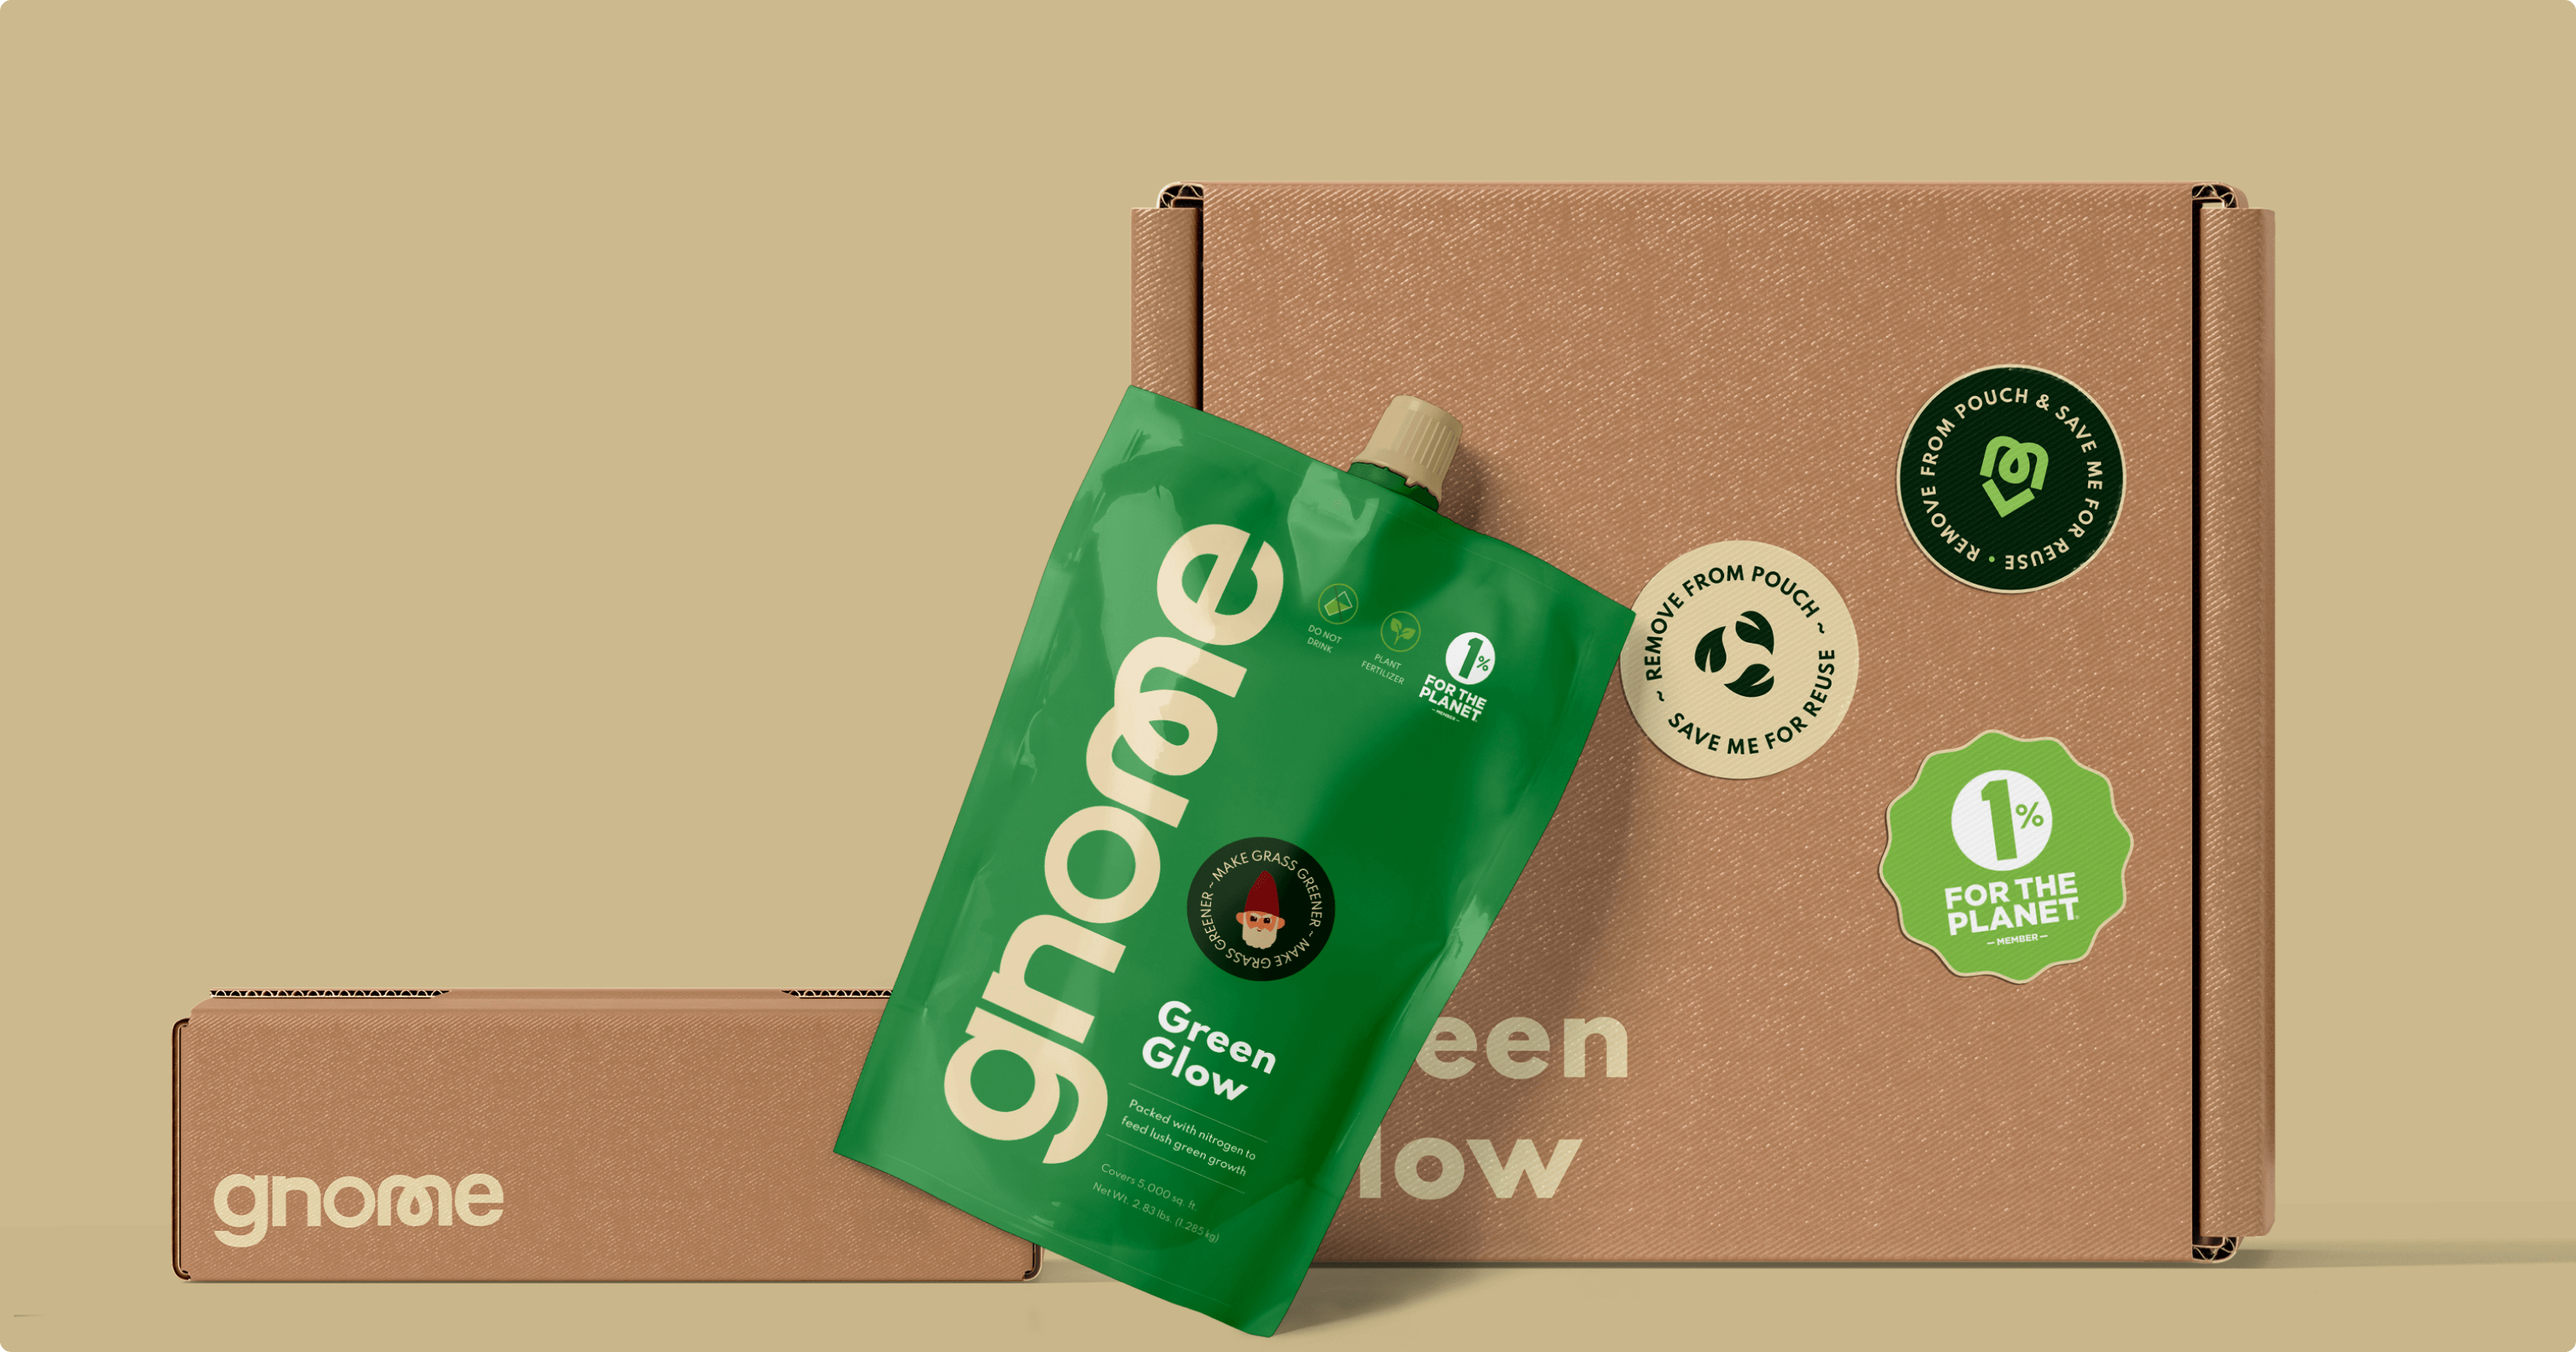 gnome
DO NOT
DRINK
PLANT
FERTILIZER
1%
FOR THE
PLANET
MEMBER
~ MAKE GRASS GREENER ~ MAKE GRASS GREENER
Green
Glow
Packed with nitrogen to
feed lush green growth
Covers 5,000 sq. ft.
Net Wt. 2.83 lbs. (1.285 kg)
gnome
REMOVE FROM POUCH & SAVE ME FOR REUSE •
~ REMOVE FROM POUCH ~
SAVE ME FOR REUSE
1%
FOR THE
PLANET
– MEMBER –
een
low